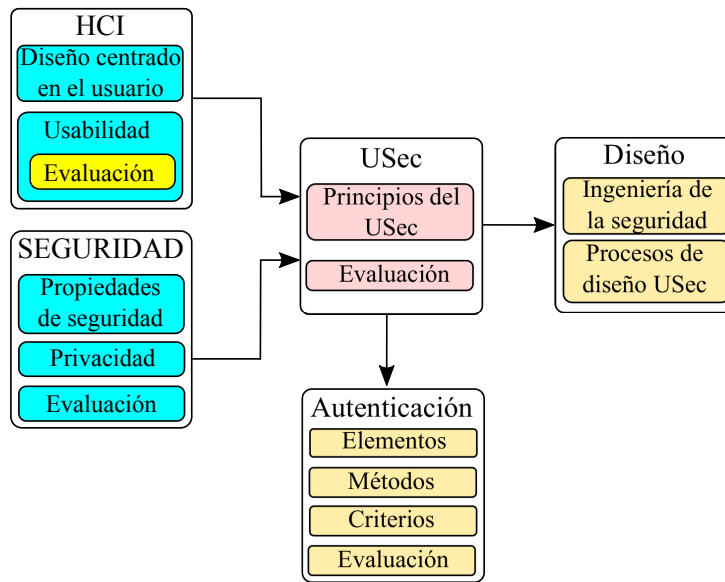 HCI
Diseño centrado
en el usuario
Usabilidad
Evaluación
SEGURIDAD
Propiedades
de seguridad
Privacidad
Evaluación
USec
Principios del
USec
Evaluación
Diseño
Ingeniería de
la seguridad
Procesos de
diseño USec
Autenticación
Elementos
Métodos
Criterios
Evaluación